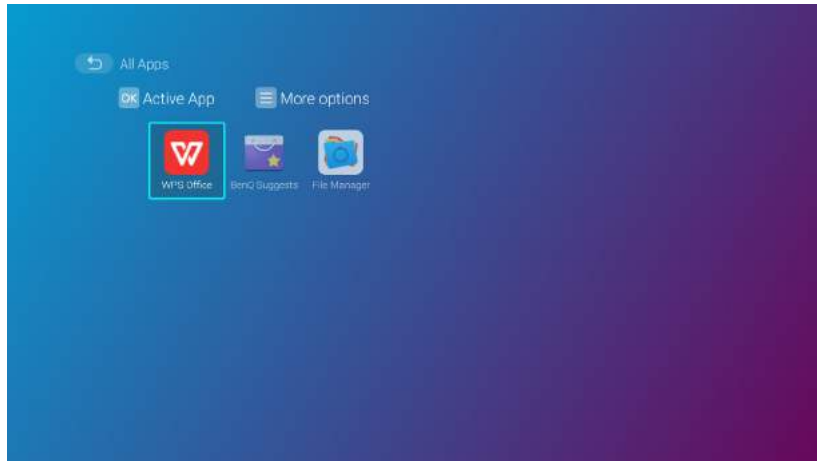 All Apps
OK Active App More options
WPS Office BenQ Suggests File Manager